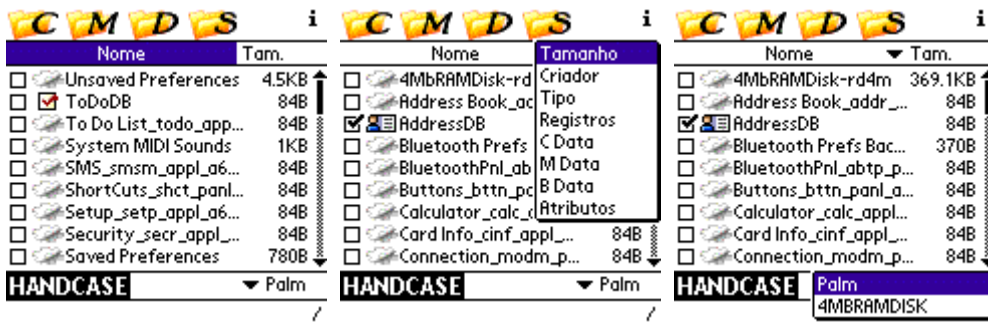 C M D S i
Nome Tam.
Unsaved Preferences 4.5KB
ToDoDB 84B
To Do List_todo_app... 84B
System MIDI Sounds 1KB
SMS_smsm_appl_a6... 84B
ShortCuts_shct_panl... 84B
Setup_setp_appl_a6... 84B
Security_secr_appl_... 84B
Saved Preferences 780B
HANDCASE Palm
C M D S i
Nome Tamanho
4MbRAMDisk-rd Criador
Address Book_ad Tipo
AddressDB Registros
Bluetooth Prefs C Data
BluetoothPnl_ab M Data
Buttons_bttn_pa B Data
Calculator_calc_ Atributos
Card Info_cinf_appl_... 84B
Connection_modm_p... 84B
HANDCASE Palm
C M D S i
Nome Tam.
4MbRAMDisk-rd4m 369.1KB
Address Book_addr_... 84B
AddressDB 84B
Bluetooth Prefs Bac... 370B
BluetoothPnl_abtp_p... 84B
Buttons_bttn_panl_a... 84B
Calculator_calc_appl... 84B
Card Info_cinf_appl_... 84B
Connection_modm_p... 84B
HANDCASE Palm
4MBRAMDISK